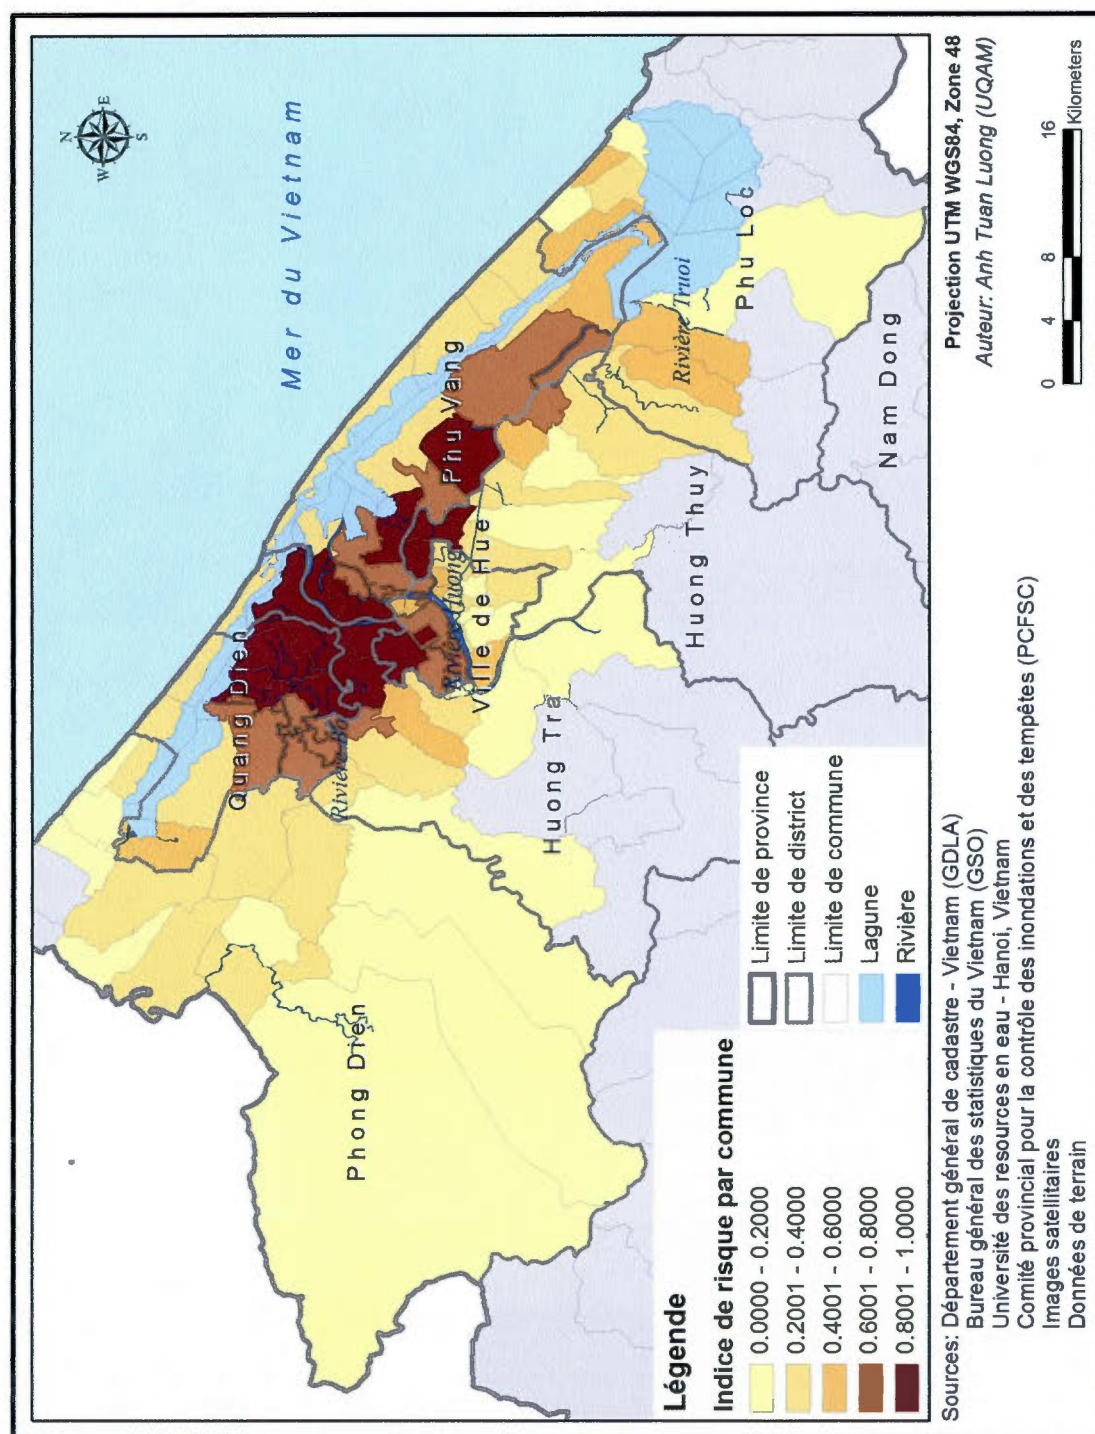 N
W
E
S
Mer du Vietnam
Quang Dien
Phu Vang
Rivière Bo
Rivière Huong
Ville de Hue
Rivière Truoi
Phu Loc
Phong Dien
Huong Tra
Huong Thuy
Nam Dong
Légende
Indice de risque par commune
0.0000 - 0.2000
0.2001 - 0.4000
0.4001 - 0.6000
0.6001 - 0.8000
0.8001 - 1.0000
Limite de province
Limite de district
Limite de commune
Lagune
Rivière
Sources: Département général de cadastre - Vietnam (GDLA)
Bureau général des statistiques du Vietnam (GSO)
Université des resources en eau - Hanoi, Vietnam
Comité provincial pour la contrôle des inondations et des tempêtes (PCFSC)
Images satellitaires
Données de terrain
Projection UTM WGS84, Zone 48
Auteur: Anh Tuan Luong (UQAM)
0 4 8 16
Kilometers